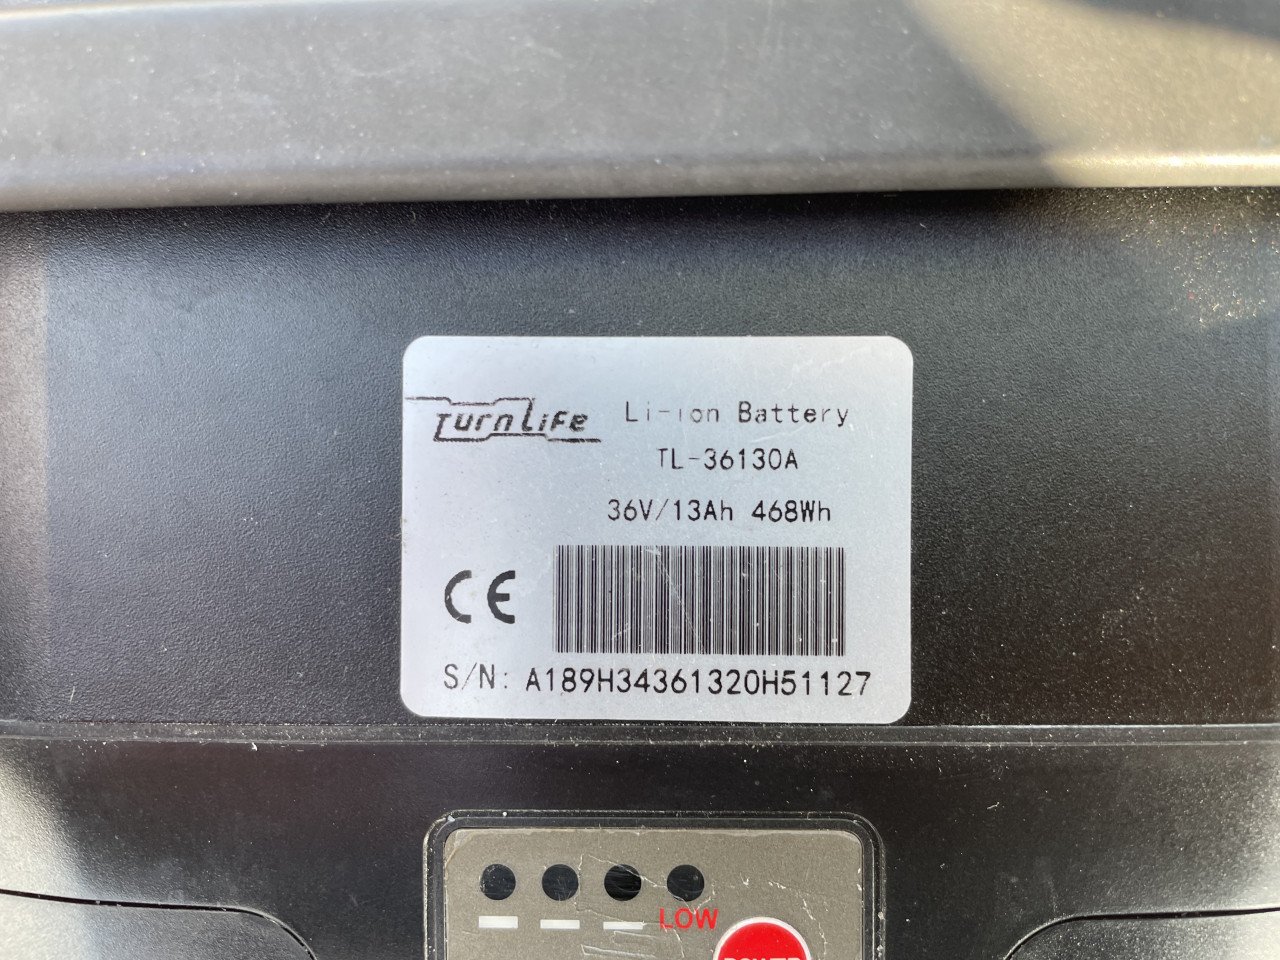 TurnLife
Li-ion Battery
TL-36130A
36V/13Ah 468Wh
CE
S/N: A189H34361320H51127
LOW